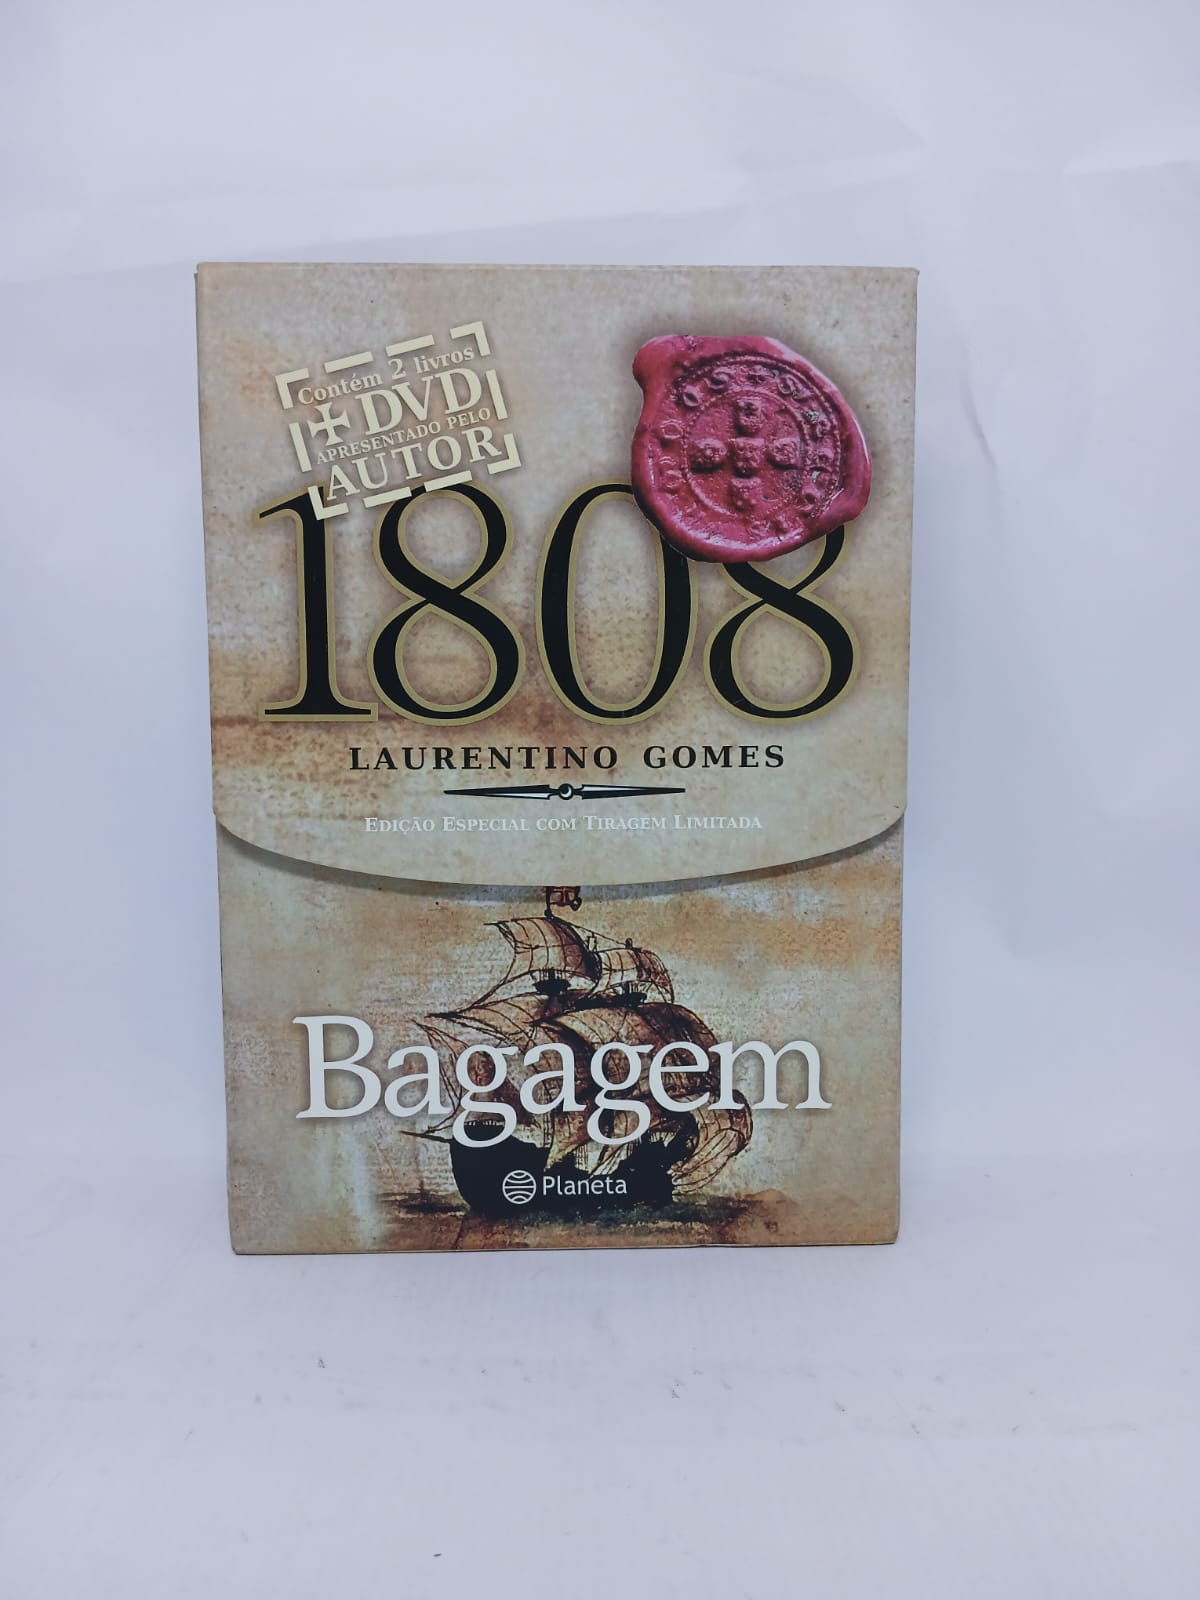 Contém 2 livros
+DVD
APRESENTADO PELO
AUTOR
1808
LAURENTINO GOMES
EDIÇÃO ESPECIAL COM TIRAGEM LIMITADA
Bagagem
Planeta